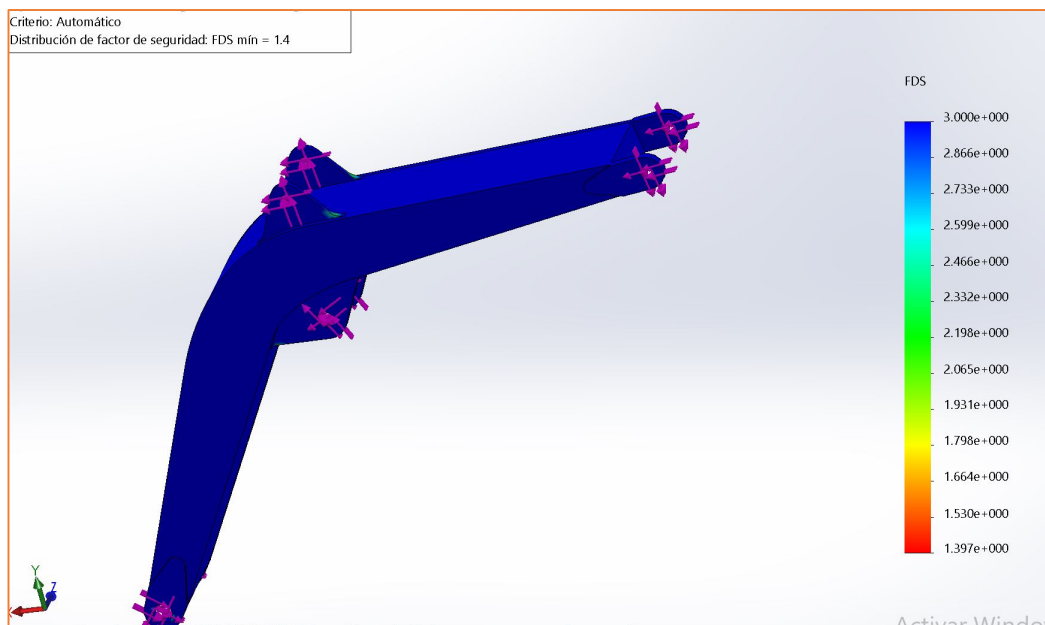 Criterio: Automático
Distribución de factor de seguridad: FDS mín = 1.4
FDS
3.000e+000
2.866e+000
2.733e+000
2.599e+000
2.466e+000
2.332e+000
2.198e+000
2.065e+000
1.931e+000
1.798e+000
1.664e+000
1.530e+000
1.397e+000
Y
Z
Activar Window